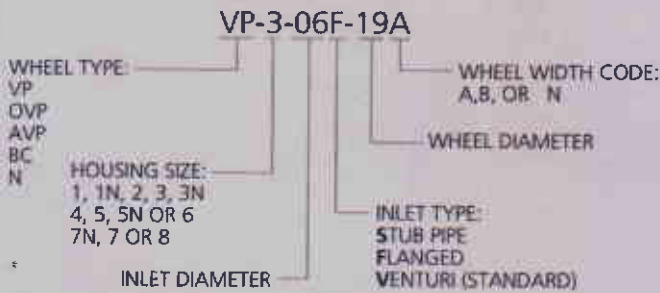 VP-3-06F-19A
WHEEL TYPE:
VP
OVP
AVP
BC
N
HOUSING SIZE:
1, 1N, 2, 3, 3N
4, 5, 5N OR 6
7N, 7 OR 8
INLET DIAMETER
WHEEL WIDTH CODE:
A,B, OR N
WHEEL DIAMETER
INLET TYPE:
STUB PIPE
FLANGED
VENTURI (STANDARD)